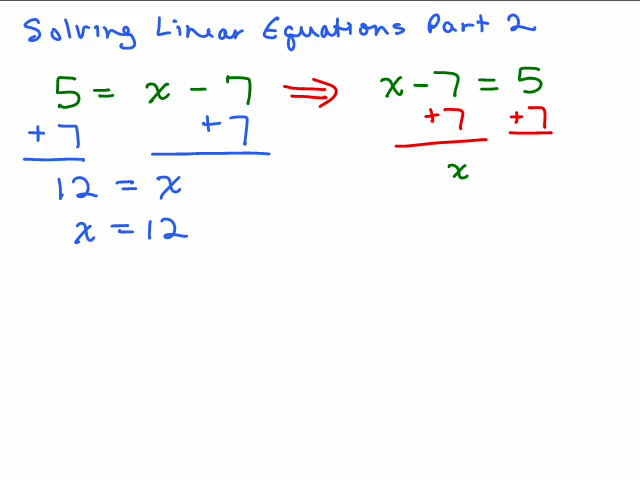 Solving Linear Equations Part 2
5 = x - 7 ⇒ x - 7 = 5
+ 7 + 7 + 7 + 7
12 = x x
x = 12